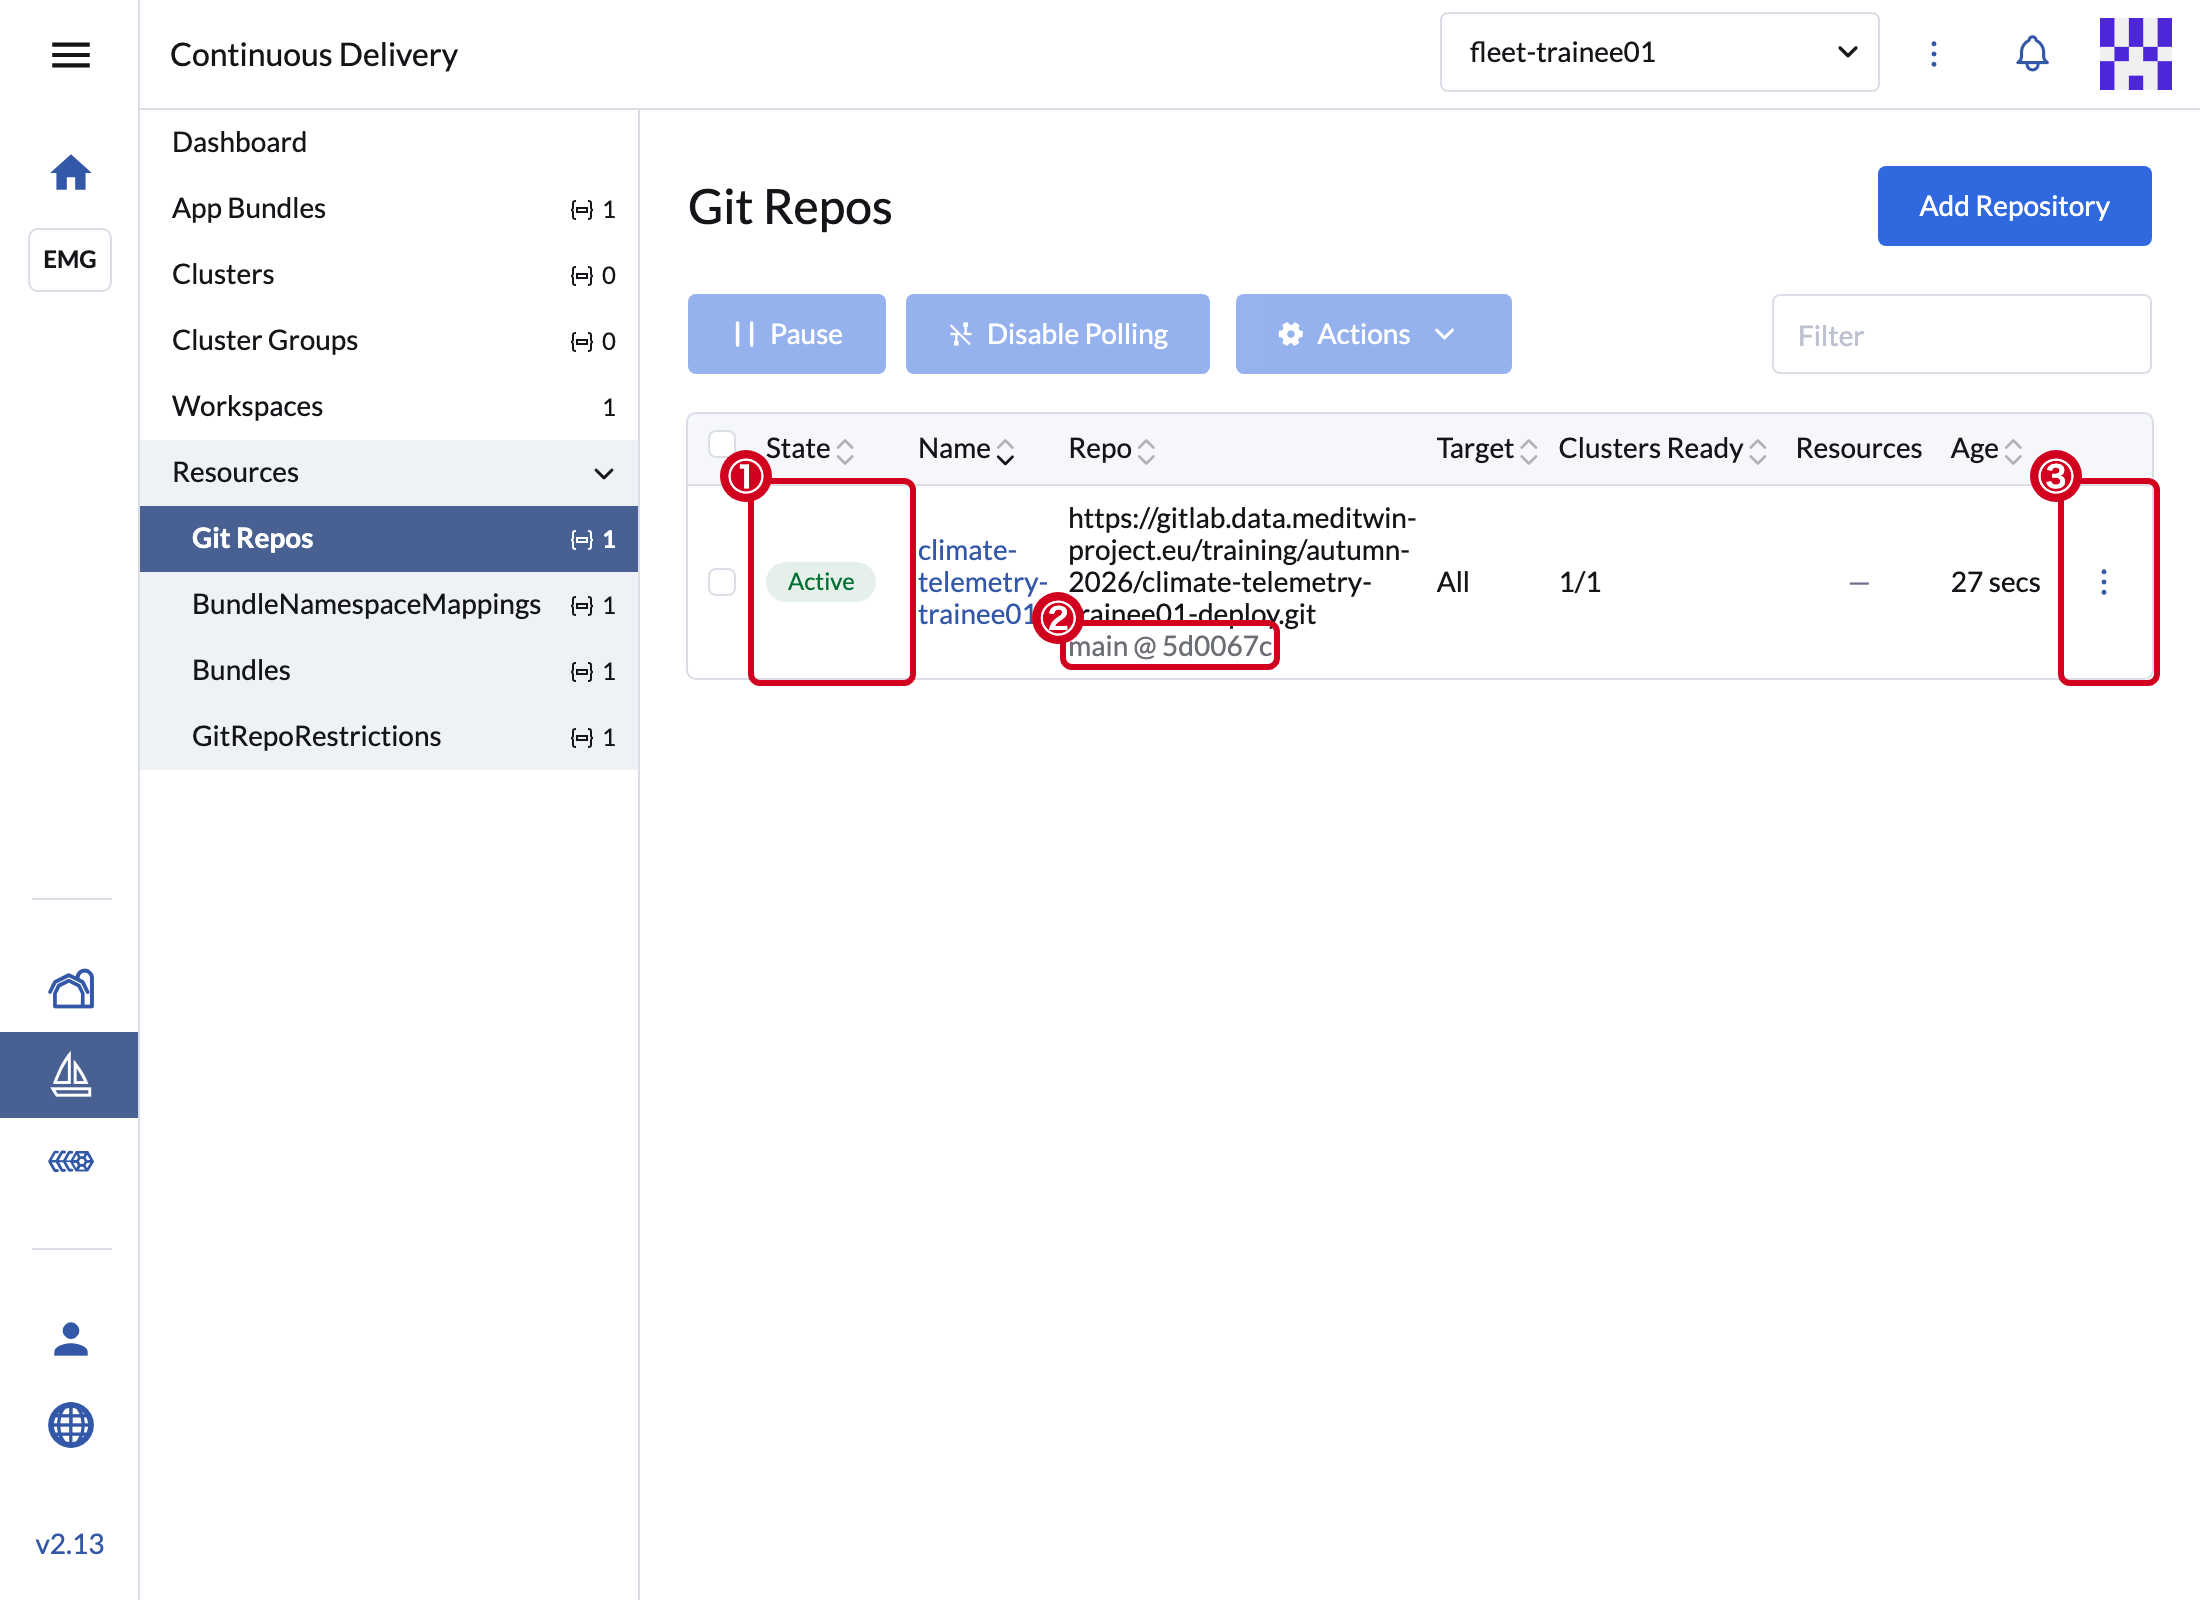 Continuous Delivery
fleet-trainee01
EMG
Dashboard
App Bundles 1
Clusters 0
Cluster Groups 0
Workspaces 1
Resources
Git Repos 1
BundleNamespaceMappings 1
Bundles 1
GitRepoRestrictions 1
v2.13
Git Repos
Add Repository
Pause
Disable Polling
Actions
Filter
State Name Repo Target Clusters Ready Resources Age
1
3
Active
climate-
telemetry-
trainee01
https://gitlab.data.meditwin-
project.eu/training/autumn-
2026/climate-telemetry-
trainee01-deploy.git
2
main @ 5d0067c
All
1/1
—
27 secs